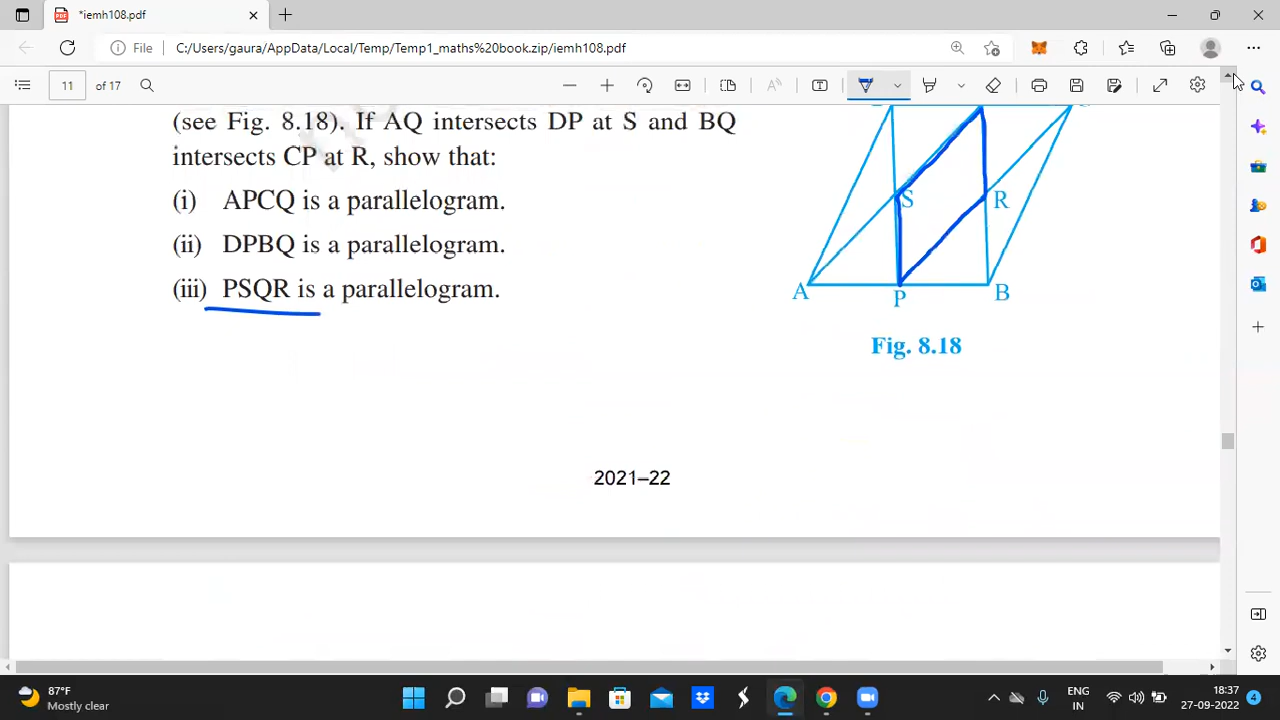 *iemh108.pdf
File C:/Users/gaura/AppData/Local/Temp/Temp1_maths%20book.zip/iemh108.pdf
11 of 17
(see Fig. 8.18). If AQ intersects DP at S and BQ
intersects CP at R, show that:
(i) APCQ is a parallelogram.
(ii) DPBQ is a parallelogram.
(iii) PSQR is a parallelogram.
S R
A P B
Fig. 8.18
2021–22
87°F
Mostly clear
ENG
IN
18:37
27-09-2022
4